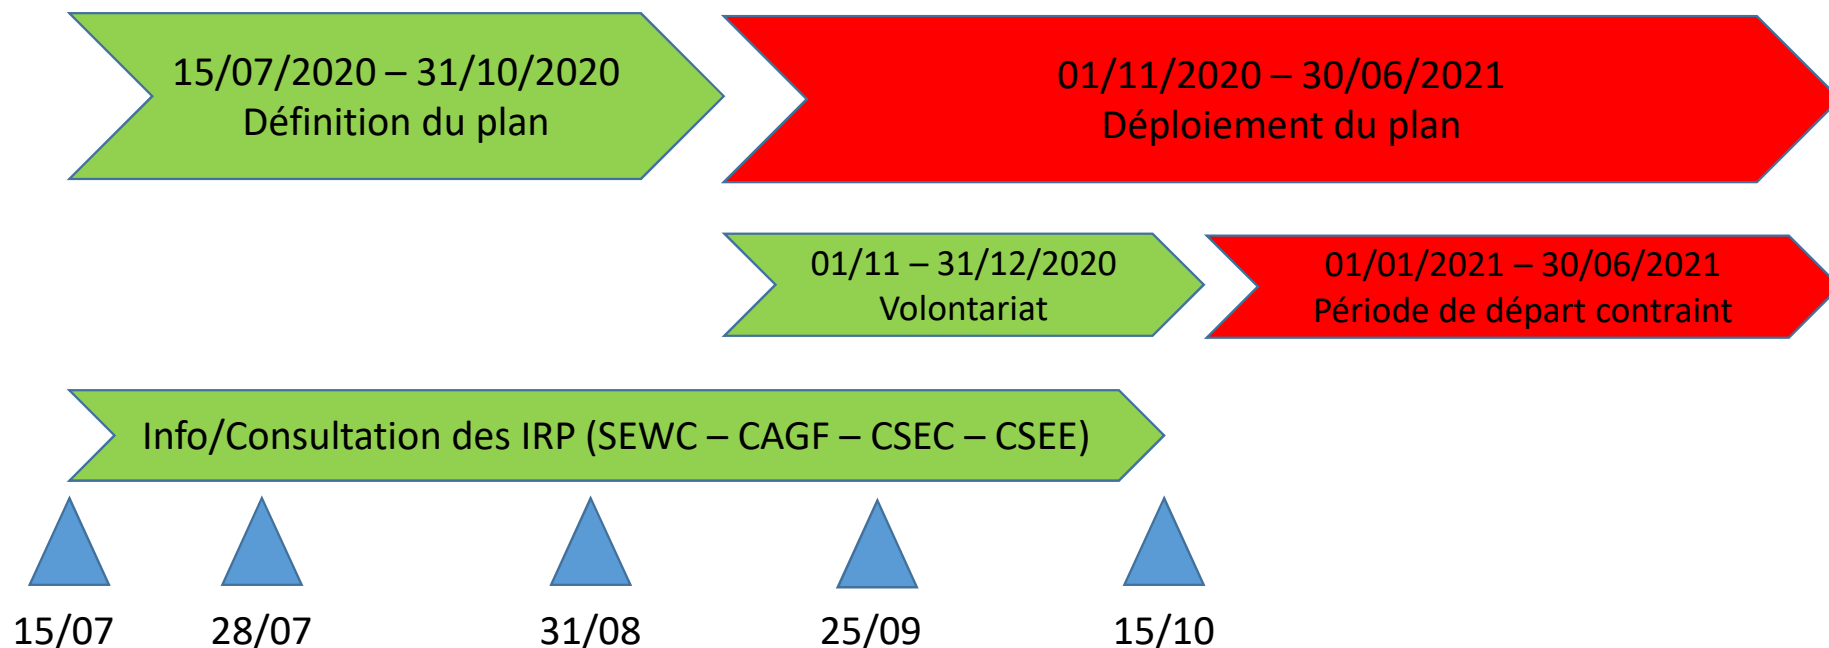 15/07/2020 – 31/10/2020
Définition du plan
01/11/2020 – 30/06/2021
Déploiement du plan
01/11 – 31/12/2020
Volontariat
01/01/2021 – 30/06/2021
Période de départ contraint
Info/Consultation des IRP (SEWC – CAGF – CSEC – CSEE)
15/07 28/07 31/08 25/09 15/10